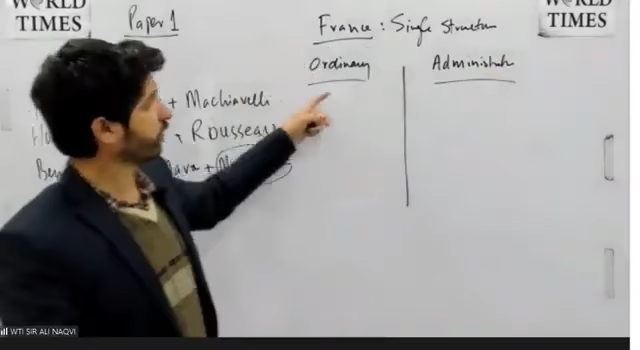 WORLD
TIMES
Paper 1
France: Single Structure
WORLD
TIMES
Ordinary
Administrative
+ Machiavelli
+ Rousseau
WTI SIR ALI NAQVI